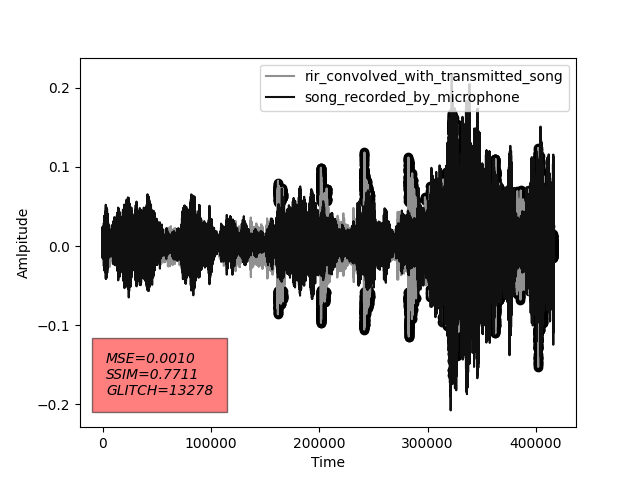 rir_convolved_with_transmitted_song
song_recorded_by_microphone
0.2
0.1
0.0
−0.1
−0.2
Amlpitude
MSE=0.0010
SSIM=0.7711
GLITCH=13278
0 100000 200000 300000 400000
Time